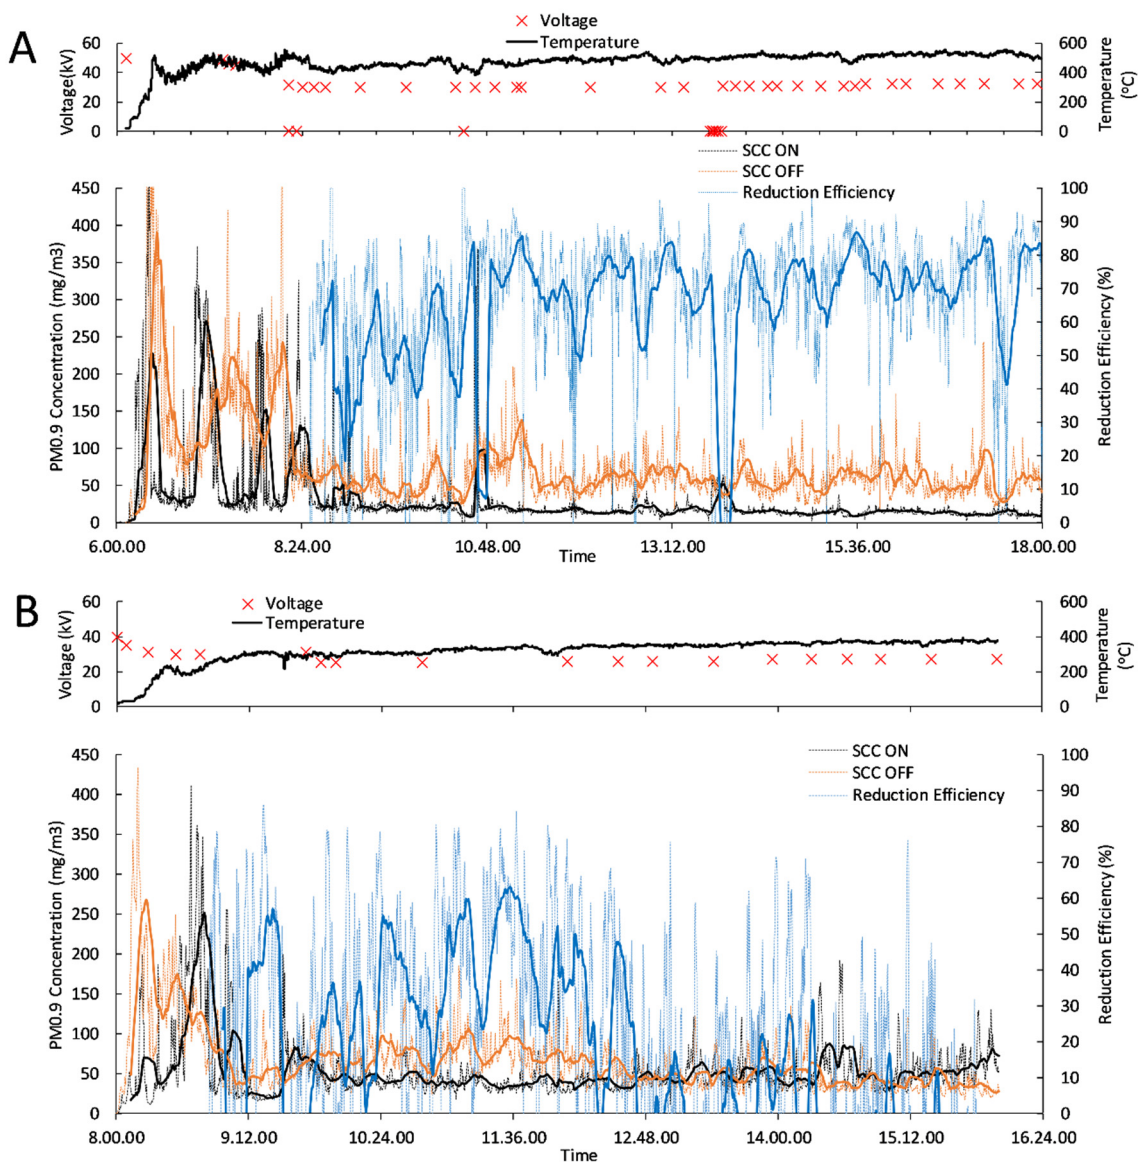 A
Voltage
Temperature
60
40
20
0
Voltage(kV)
600
400
200
0
Temperature
(ºC)
SCC ON
SCC OFF
Reduction Efficiency
450
400
350
300
250
200
150
100
50
0
PM0.9 Concentration (mg/m3)
100
90
80
70
60
50
40
30
20
10
0
Reduction Efficiency (%)
6.00.00 8.24.00 10.48.00 13.12.00 15.36.00 18.00.00
Time
B
Voltage
Temperature
60
40
20
0
Voltage (kV)
600
400
200
0
Temperature
(ºC)
SCC ON
SCC OFF
Reduction Efficiency
450
400
350
300
250
200
150
100
50
0
PM0.9 Concentration (mg/m3)
100
90
80
70
60
50
40
30
20
10
0
Reduction Efficiency (%)
8.00.00 9.12.00 10.24.00 11.36.00 12.48.00 14.00.00 15.12.00 16.24.00
Time